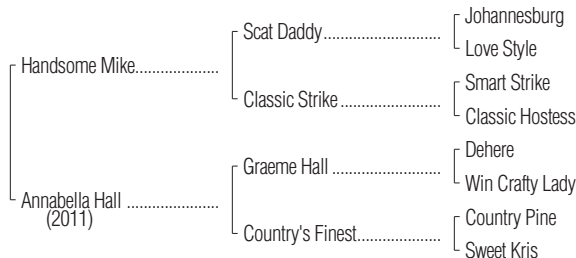 Johannesburg
Scat Daddy........................
Love Style
Handsome Mike.................
Smart Strike
Classic Strike .....................
Classic Hostess
Dehere
Graeme Hall ......................
Win Crafty Lady
Annabella Hall ...................
(2011)
Country Pine
Country's Finest.................
Sweet Kris